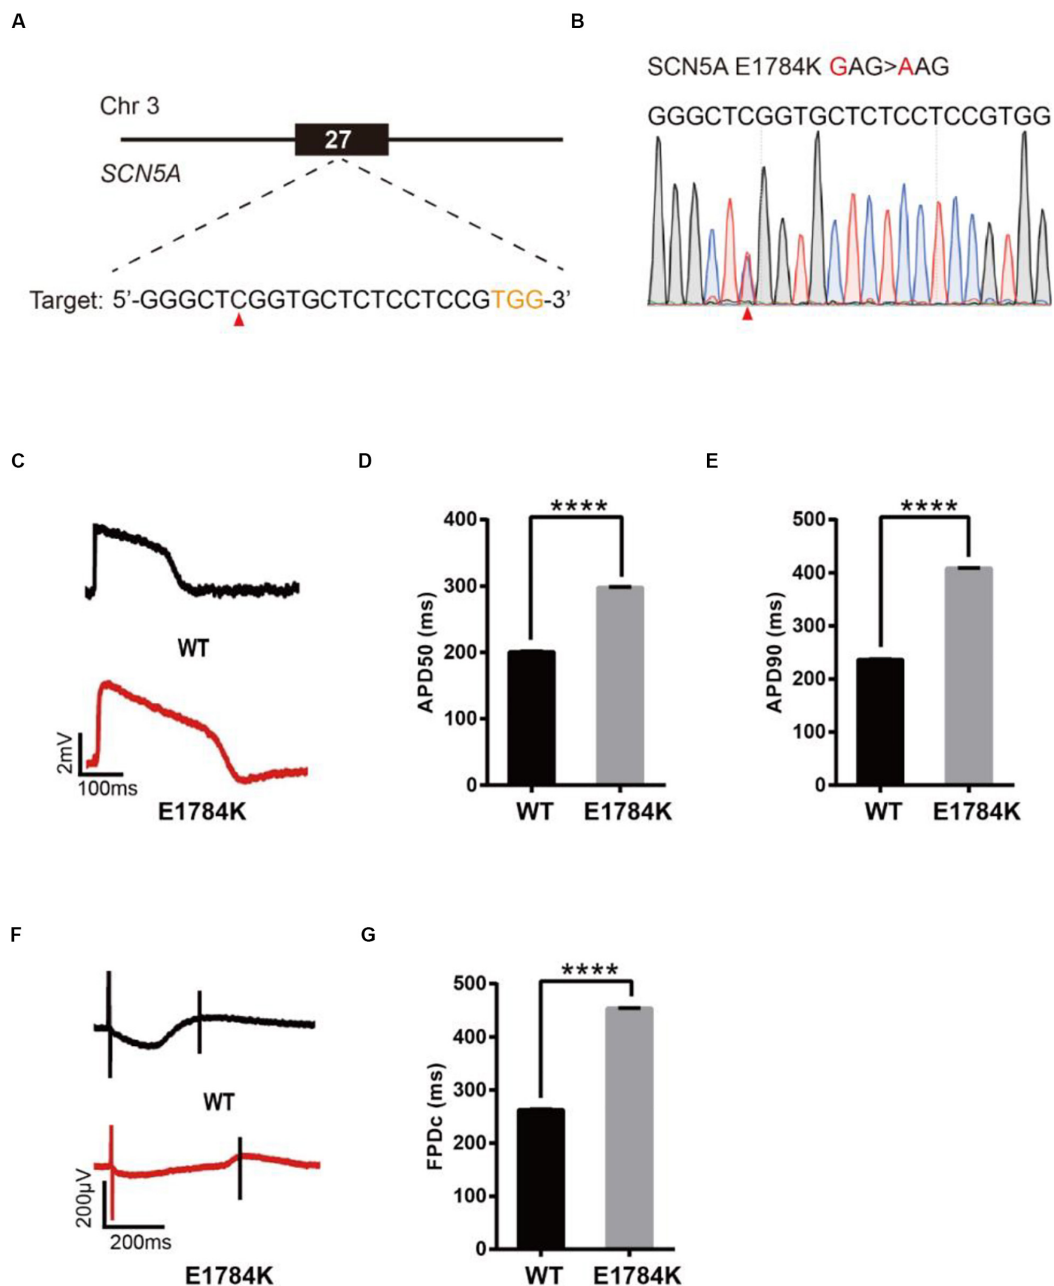 A
B
SCN5A E1784K GAG>AAG
Chr 3
GGGCTCGGTGCTCTCCTCCGTGG
27
SCN5A
Target: 5’-GGGCTCGGTGCTCTCCTCCGTGG-3’
C
D
E
WT
2mV
100ms
E1784K
****
APD50 (ms)
400
300
200
100
0
WT E1784K
****
APD90 (ms)
500
400
300
200
100
0
WT E1784K
F
G
WT
200µV
200ms
E1784K
****
FPDc (ms)
500
400
300
200
100
0
WT E1784K